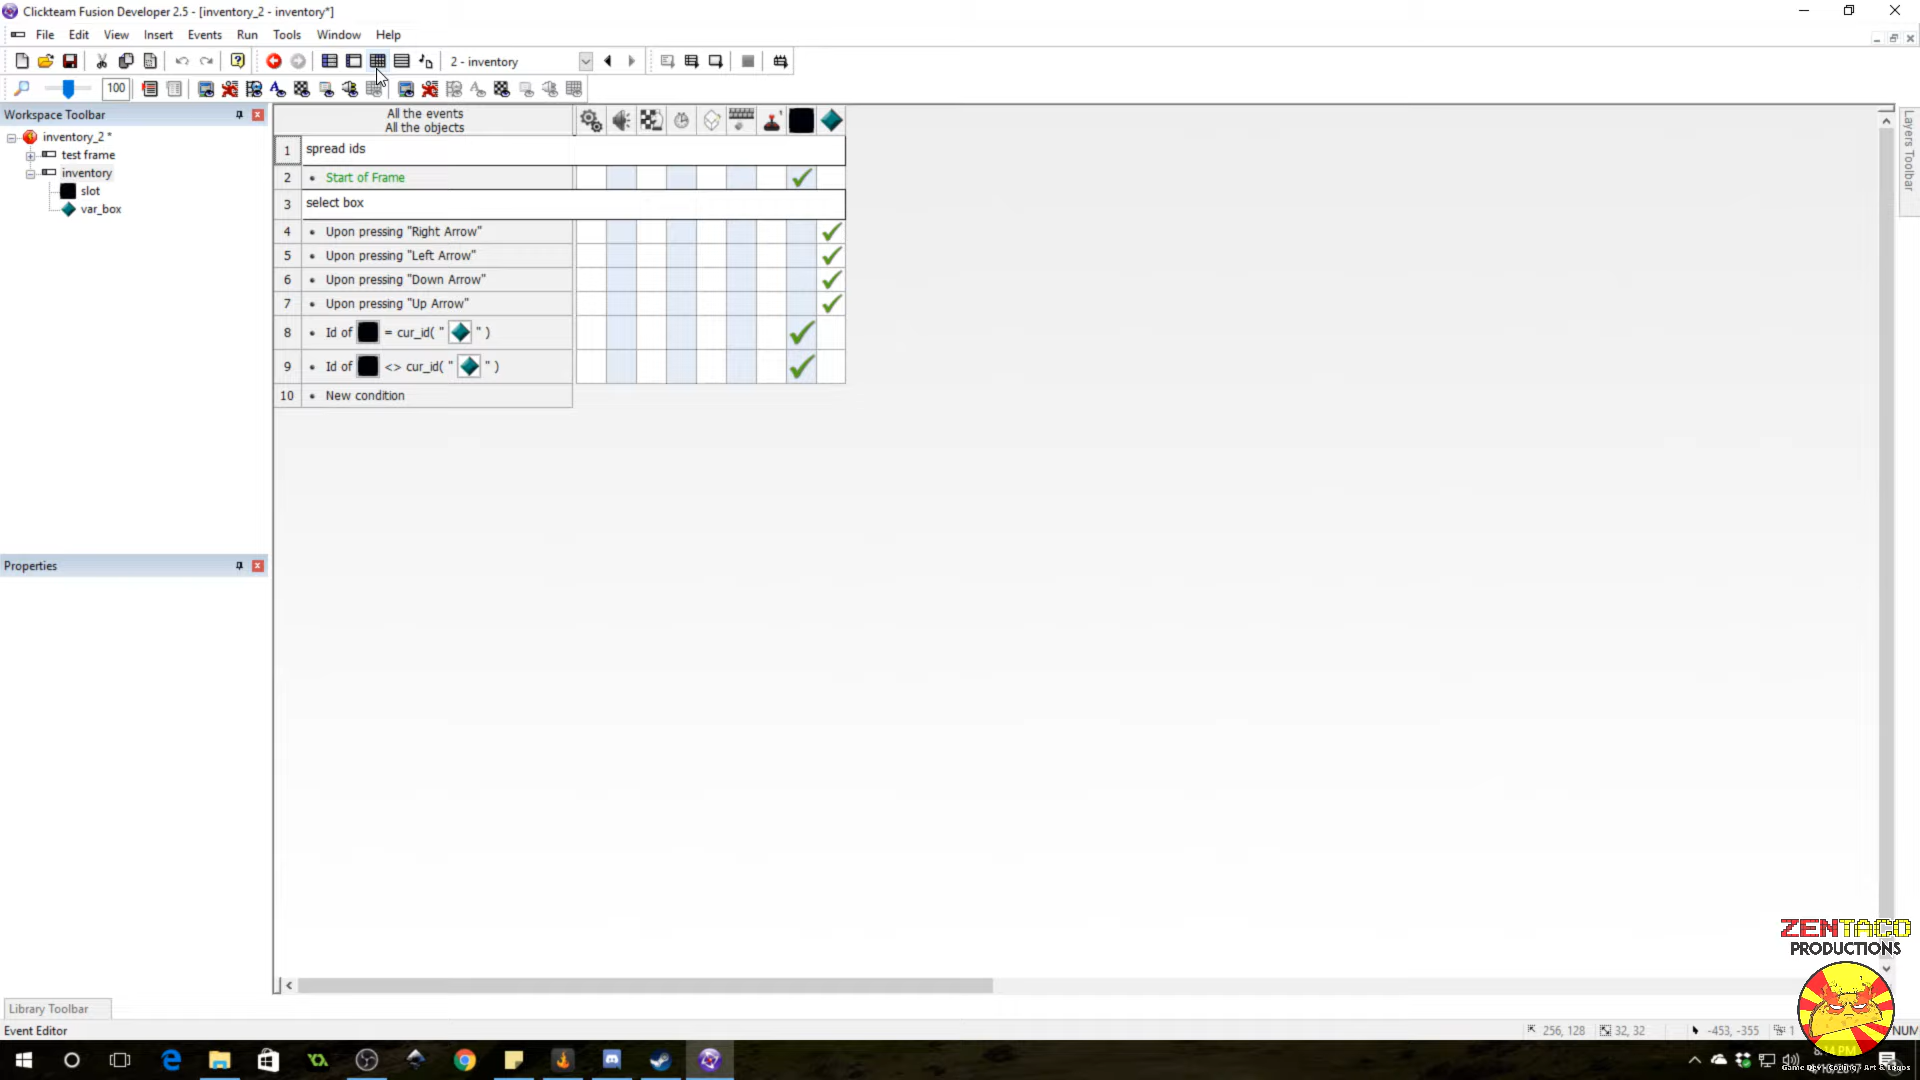 Clickteam Fusion Developer 2.5 - [inventory_2 - inventory*]
File Edit View Insert Events Run Tools Window Help
2 - inventory
100
Workspace Toolbar
inventory_2 *
test frame
inventory
slot
var_box
All the events
All the objects
1 spread ids
2 Start of Frame
3 select box
4 Upon pressing "Right Arrow"
5 Upon pressing "Left Arrow"
6 Upon pressing "Down Arrow"
7 Upon pressing "Up Arrow"
8 Id of = cur_id( " " )
9 Id of <> cur_id( " " )
10 New condition
Layers Toolbar
Properties
ZENTACO
PRODUCTIONS
Library Toolbar
Event Editor
256, 128
32, 32
-453, -355
1
NUM